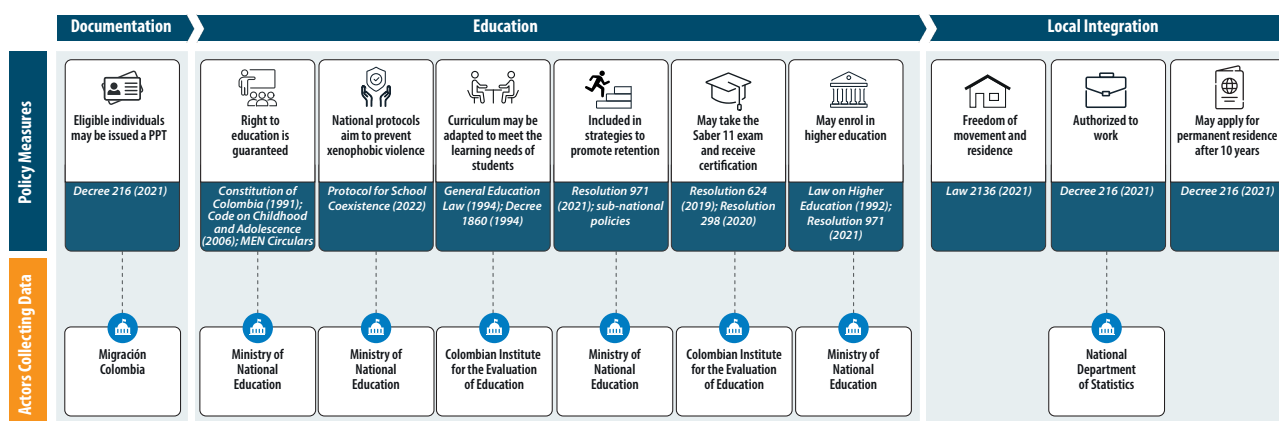 Documentation
Education
Local Integration
Policy Measures
Eligible individuals
may be issued a PPT
Decree 216 (2021)
Right to
education is
guaranteed
Constitution of
Colombia (1991);
Code on Childhood
and Adolescence
(2006); MEN Circulars
National protocols
aim to prevent
xenophobic violence
Protocol for School
Coexistence (2022)
Curriculum may be
adapted to meet the
learning needs of
students
General Education
Law (1994); Decree
1860 (1994)
Included in
strategies to
promote retention
Resolution 971
(2021); sub-national
policies
May take the
Saber 11 exam
and receive
certification
Resolution 624
(2019); Resolution
298 (2020)
May enrol in
higher education
Law on Higher
Education (1992);
Resolution 971
(2021)
Freedom of
movement and
residence
Law 2136 (2021)
Authorized to
work
Decree 216 (2021)
May apply for
permanent residence
after 10 years
Decree 216 (2021)
Actors Collecting Data
Migración
Colombia
Ministry of
National
Education
Ministry of
National
Education
Colombian Institute
for the Evaluation
of Education
Ministry of
National
Education
Colombian Institute
for the Evaluation
of Education
Ministry of
National
Education
National
Department
of Statistics